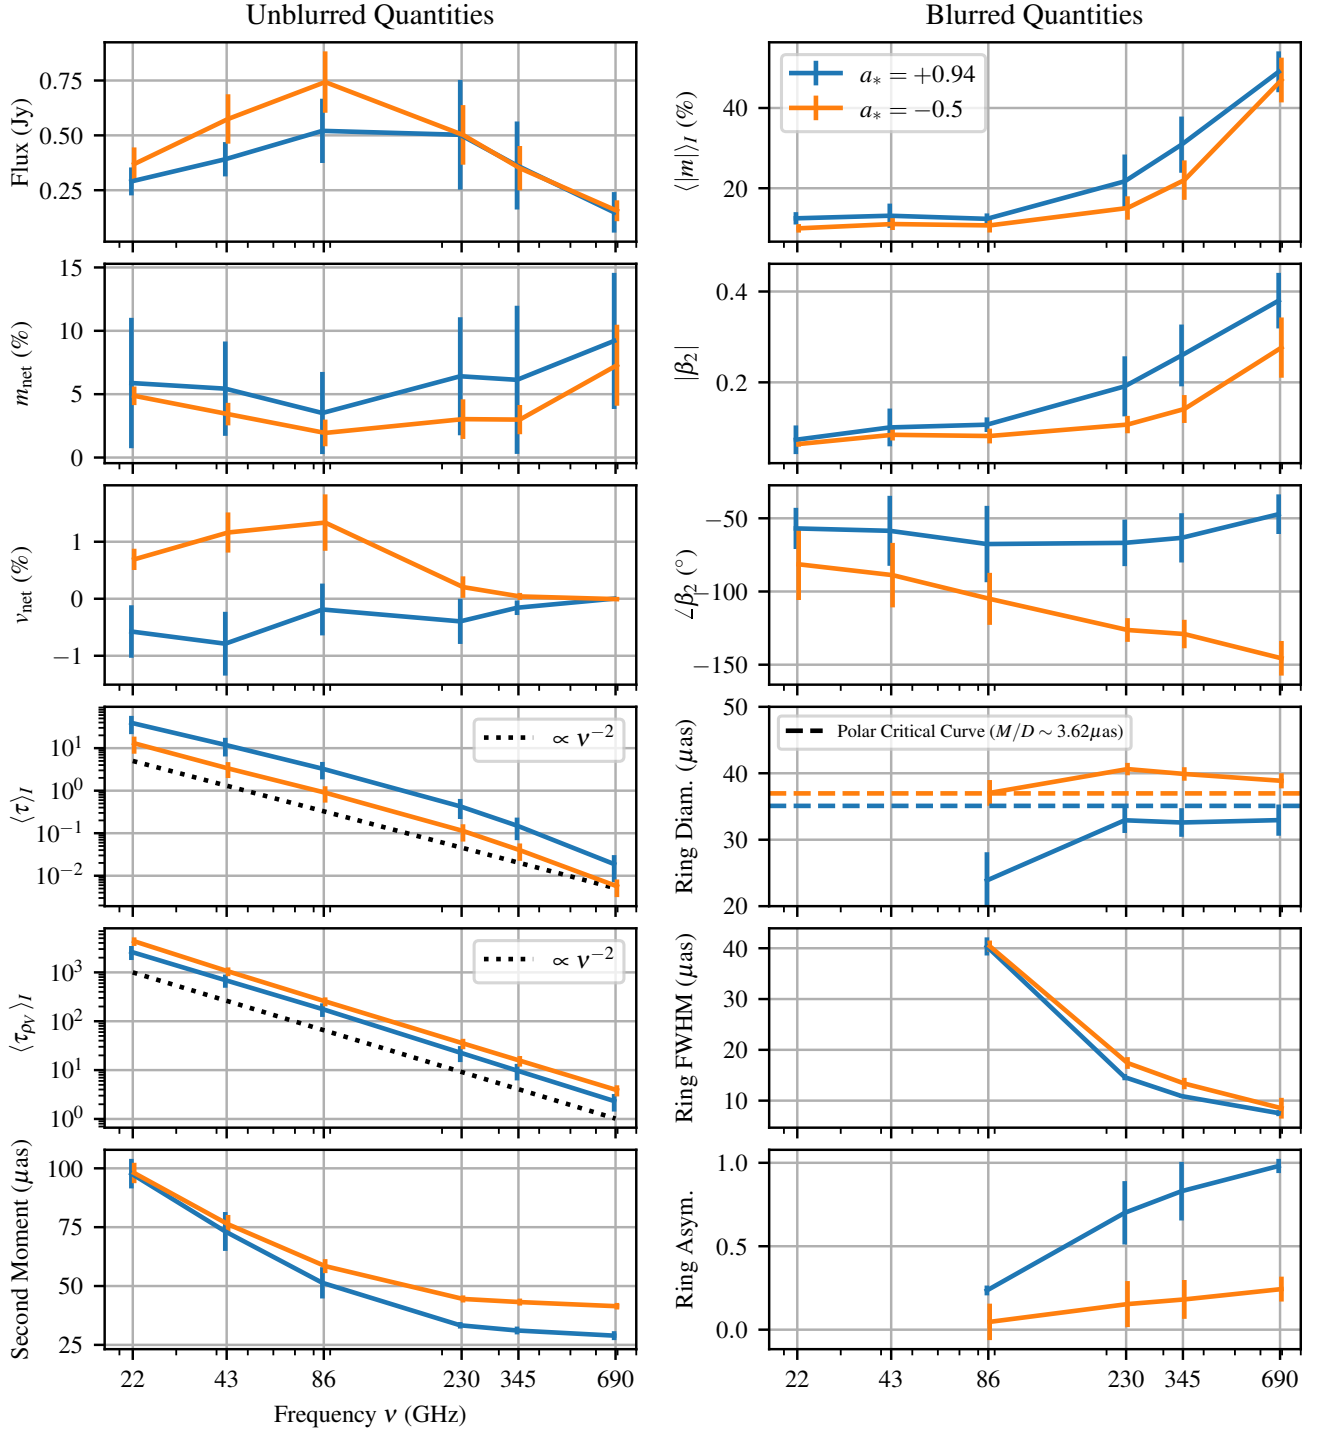 Unblurred Quantities
Blurred Quantities
Flux (Jy)
0.75
0.50
0.25
⟨|m|⟩_I (%)
40
20
a_* = +0.94
a_* = −0.5
m_net (%)
15
10
5
0
|β_2|
0.4
0.2
v_net (%)
1
0
−1
∠β_2 (°)
−50
−100
−150
⟨τ⟩_I
10^1
10^0
10^−1
10^−2
∝ ν^−2
Ring Diam. (μas)
50
40
30
20
Polar Critical Curve (M/D ∼ 3.62μas)
⟨τ_ρV⟩_I
10^3
10^2
10^1
10^0
∝ ν^−2
Ring FWHM (μas)
40
30
20
10
Second Moment (μas)
100
75
50
25
Ring Asym.
1.0
0.5
0.0
22 43 86 230 345 690
22 43 86 230 345 690
Frequency ν (GHz)